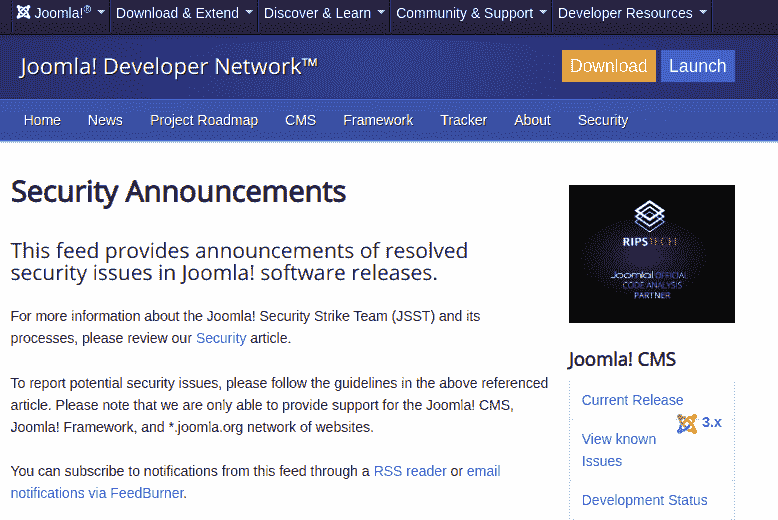 Joomla!® Download & Extend Discover & Learn Community & Support Developer Resources
Joomla! Developer Network™
Download Launch
Home News Project Roadmap CMS Framework Tracker About Security
Security Announcements
This feed provides announcements of resolved
security issues in Joomla! software releases.
For more information about the Joomla! Security Strike Team (JSST) and its
processes, please review our Security article.
To report potential security issues, please follow the guidelines in the above referenced
article. Please note that we are only able to provide support for the Joomla! CMS,
Joomla! Framework, and *.joomla.org network of websites.
You can subscribe to notifications from this feed through a RSS reader or email
notifications via FeedBurner.
RIPSTECH
Joomla! OFFICIAL
CODE ANALYSIS
PARTNER
Joomla! CMS
Current Release
3.x
View known
Issues
Development Status